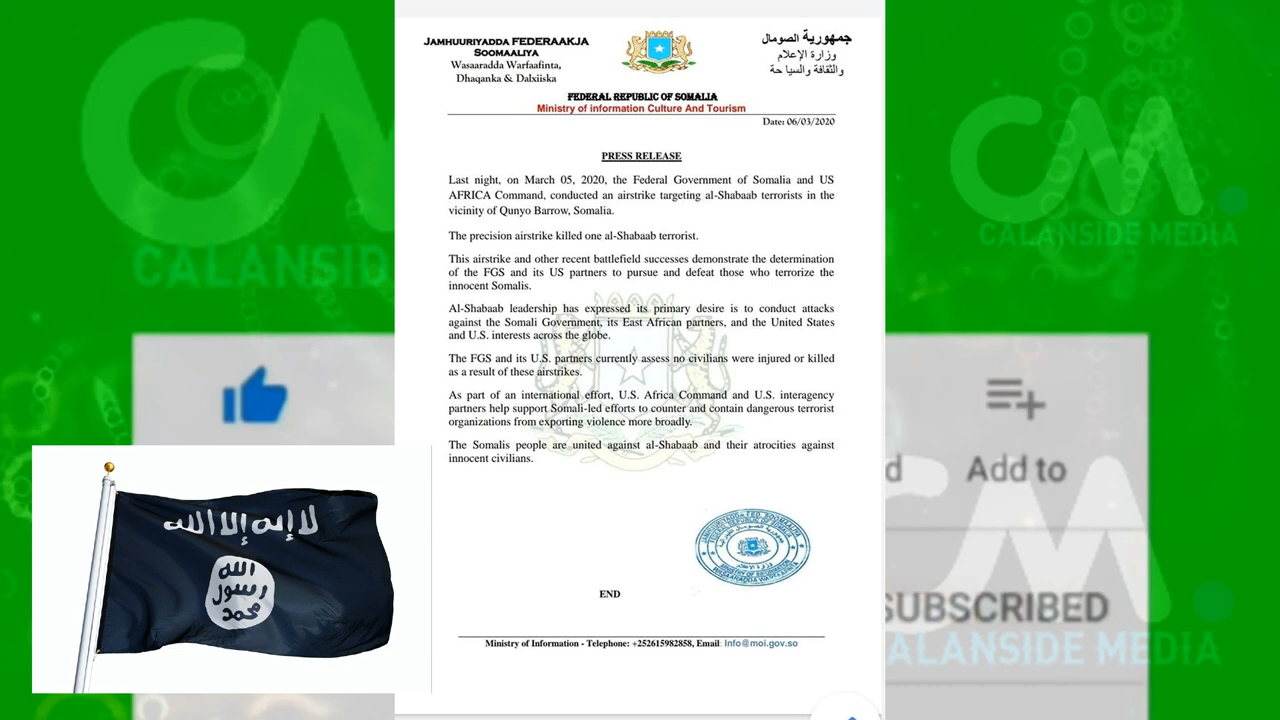 JAMHUURIYADDA FEDERAAKJA
SOOMAALIYA
Wasaaradda Warfaafinta,
Dhaqanka & Dalxiiska
جمهورية الصومال
وزارة الإعلام
والثقافة والسيا حة
FEDERAL REPUBLIC OF SOMALIA
Ministry of information Culture And Tourism
Date: 06/03/2020
PRESS RELEASE
Last night, on March 05, 2020, the Federal Government of Somalia and US
AFRICA Command, conducted an airstrike targeting al-Shabaab terrorists in the
vicinity of Qunyo Barrow, Somalia.
The precision airstrike killed one al-Shabaab terrorist.
This airstrike and other recent battlefield successes demonstrate the determination
of the FGS and its US partners to pursue and defeat those who terrorize the
innocent Somalis.
Al-Shabaab leadership has expressed its primary desire is to conduct attacks
against the Somali Government, its East African partners, and the United States
and U.S. interests across the globe.
The FGS and its U.S. partners currently assess no civilians were injured or killed
as a result of these airstrikes.
As part of an international effort, U.S. Africa Command and U.S. interagency
partners help support Somali-led efforts to counter and contain dangerous terrorist
organizations from exporting violence more broadly.
The Somalis people are united against al-Shabaab and their atrocities against
innocent civilians.
END
Ministry of Information - Telephone: +252615982858, Email: Info@moi.gov.so
CM
CALANSID
CM
CALANSIDE MEDIA
d
Add to
SUBSCRIBED
CALANSIDE MEDIA
لا إله إلا الله
الله
رسول
محمد